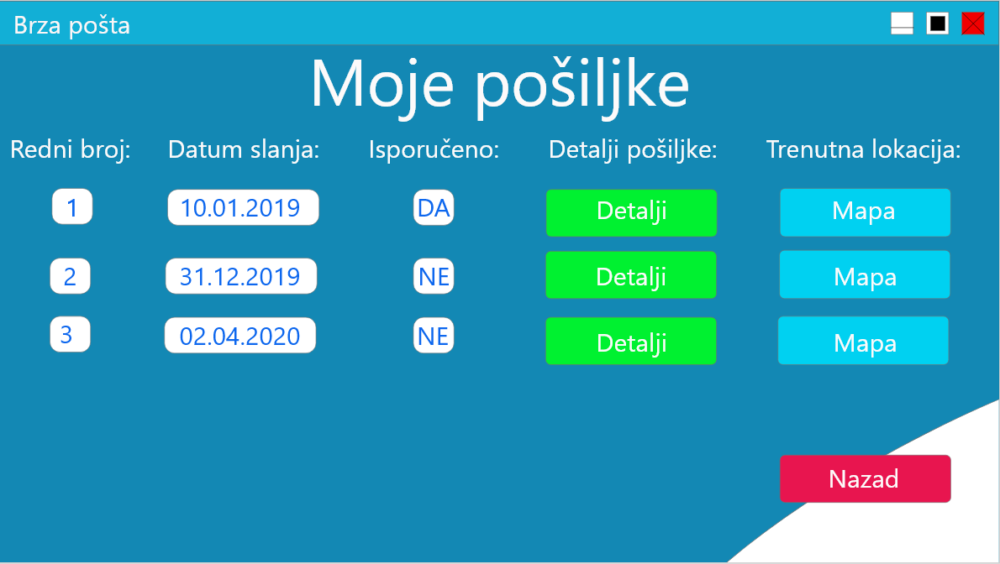 Brza pošta
Moje pošiljke
Redni broj: Datum slanja: Isporučeno: Detalji pošiljke: Trenutna lokacija:
1 10.01.2019 DA Detalji Mapa
2 31.12.2019 NE Detalji Mapa
3 02.04.2020 NE Detalji Mapa
Nazad